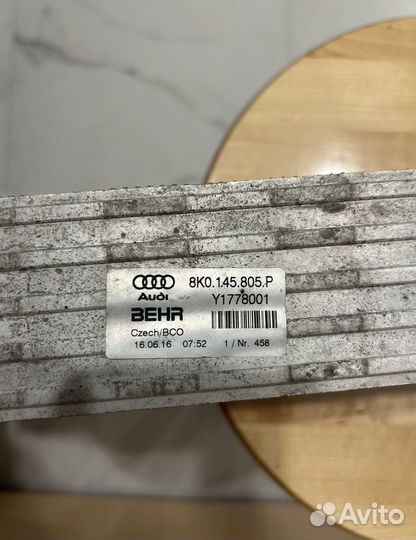 8K0.145.805.P
Audi
Y1778001
BEHR
Czech/BCO
16.06.16 07:52 1 / Nr. 458
Avito